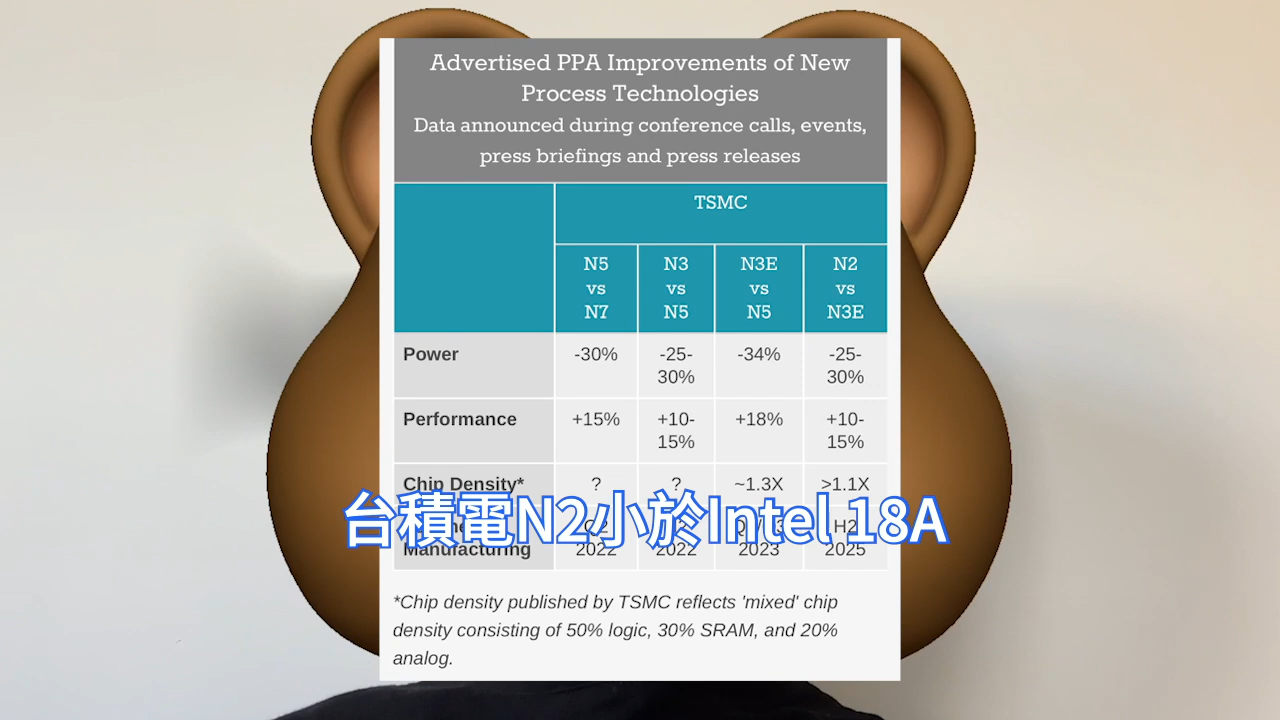 Advertised PPA Improvements of New
Process Technologies
Data announced during conference calls, events,
press briefings and press releases
TSMC
N5 vs N7
N3 vs N5
N3E vs N5
N2 vs N3E
Power -30% -25-30% -34% -25-30%
Performance +15% +10-15% +18% +10-15%
Chip Density* ? ? ~1.3X >1.1X
台積電N2小於Intel 18A
Manufacturing 2022 2022 2023 2025
*Chip density published by TSMC reflects 'mixed' chip
density consisting of 50% logic, 30% SRAM, and 20%
analog.